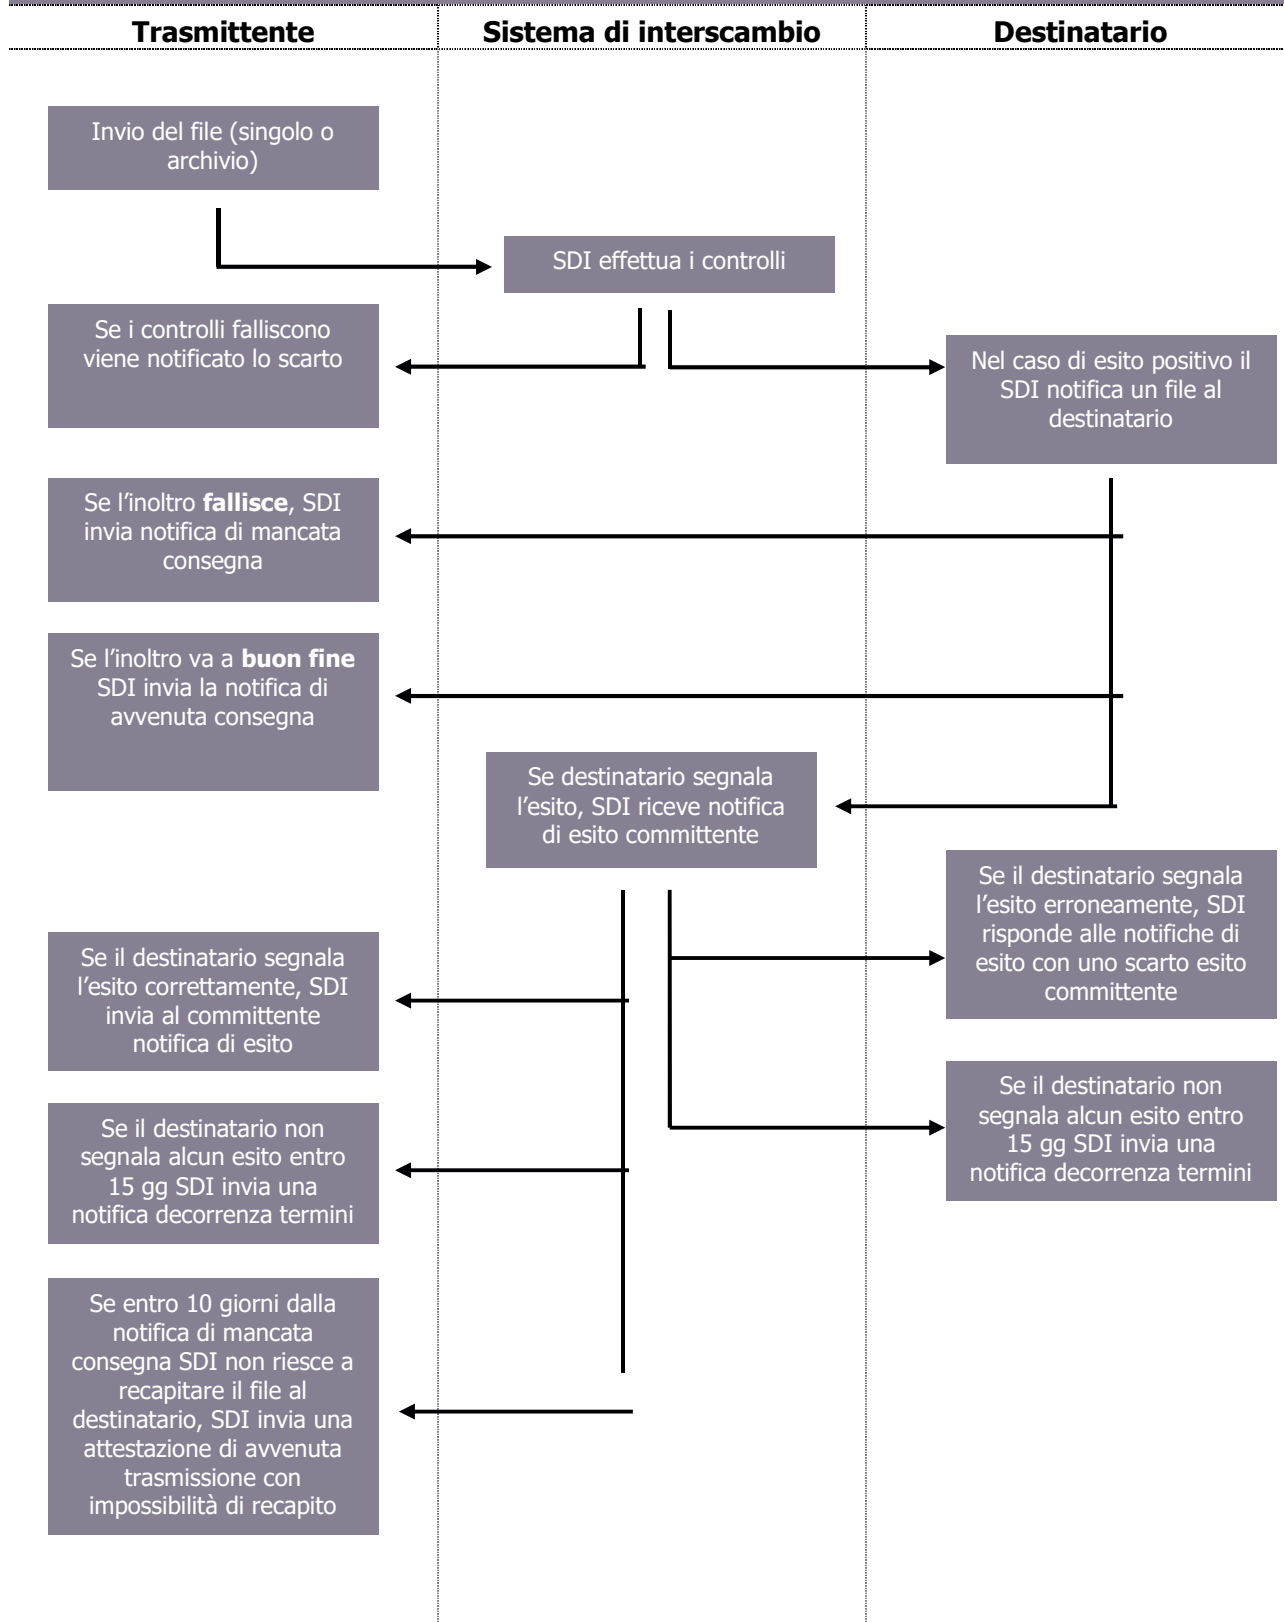 Trasmittente
Sistema di interscambio
Destinatario
Invio del file (singolo o
archivio)
SDI effettua i controlli
Se i controlli falliscono
viene notificato lo scarto
Nel caso di esito positivo il
SDI notifica un file al
destinatario
Se l’inoltro fallisce, SDI
invia notifica di mancata
consegna
Se l’inoltro va a buon fine
SDI invia la notifica di
avvenuta consegna
Se destinatario segnala
l’esito, SDI riceve notifica
di esito committente
Se il destinatario segnala
l’esito erroneamente, SDI
risponde alle notifiche di
esito con uno scarto esito
committente
Se il destinatario segnala
l’esito correttamente, SDI
invia al committente
notifica di esito
Se il destinatario non
segnala alcun esito entro
15 gg SDI invia una
notifica decorrenza termini
Se il destinatario non
segnala alcun esito entro
15 gg SDI invia una
notifica decorrenza termini
Se entro 10 giorni dalla
notifica di mancata
consegna SDI non riesce a
recapitare il file al
destinatario, SDI invia una
attestazione di avvenuta
trasmissione con
impossibilità di recapito